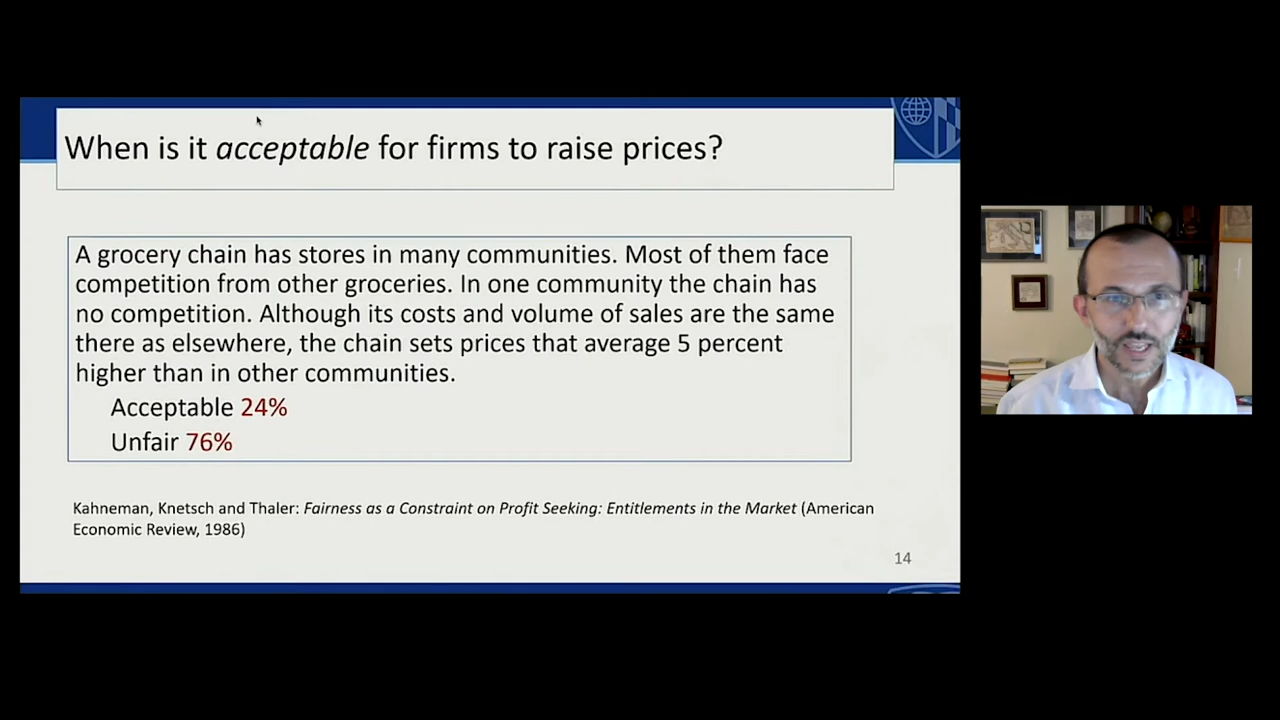 When is it acceptable for firms to raise prices?
A grocery chain has stores in many communities. Most of them face
competition from other groceries. In one community the chain has
no competition. Although its costs and volume of sales are the same
there as elsewhere, the chain sets prices that average 5 percent
higher than in other communities.
Acceptable 24%
Unfair 76%
Kahneman, Knetsch and Thaler: Fairness as a Constraint on Profit Seeking: Entitlements in the Market (American
Economic Review, 1986)
14